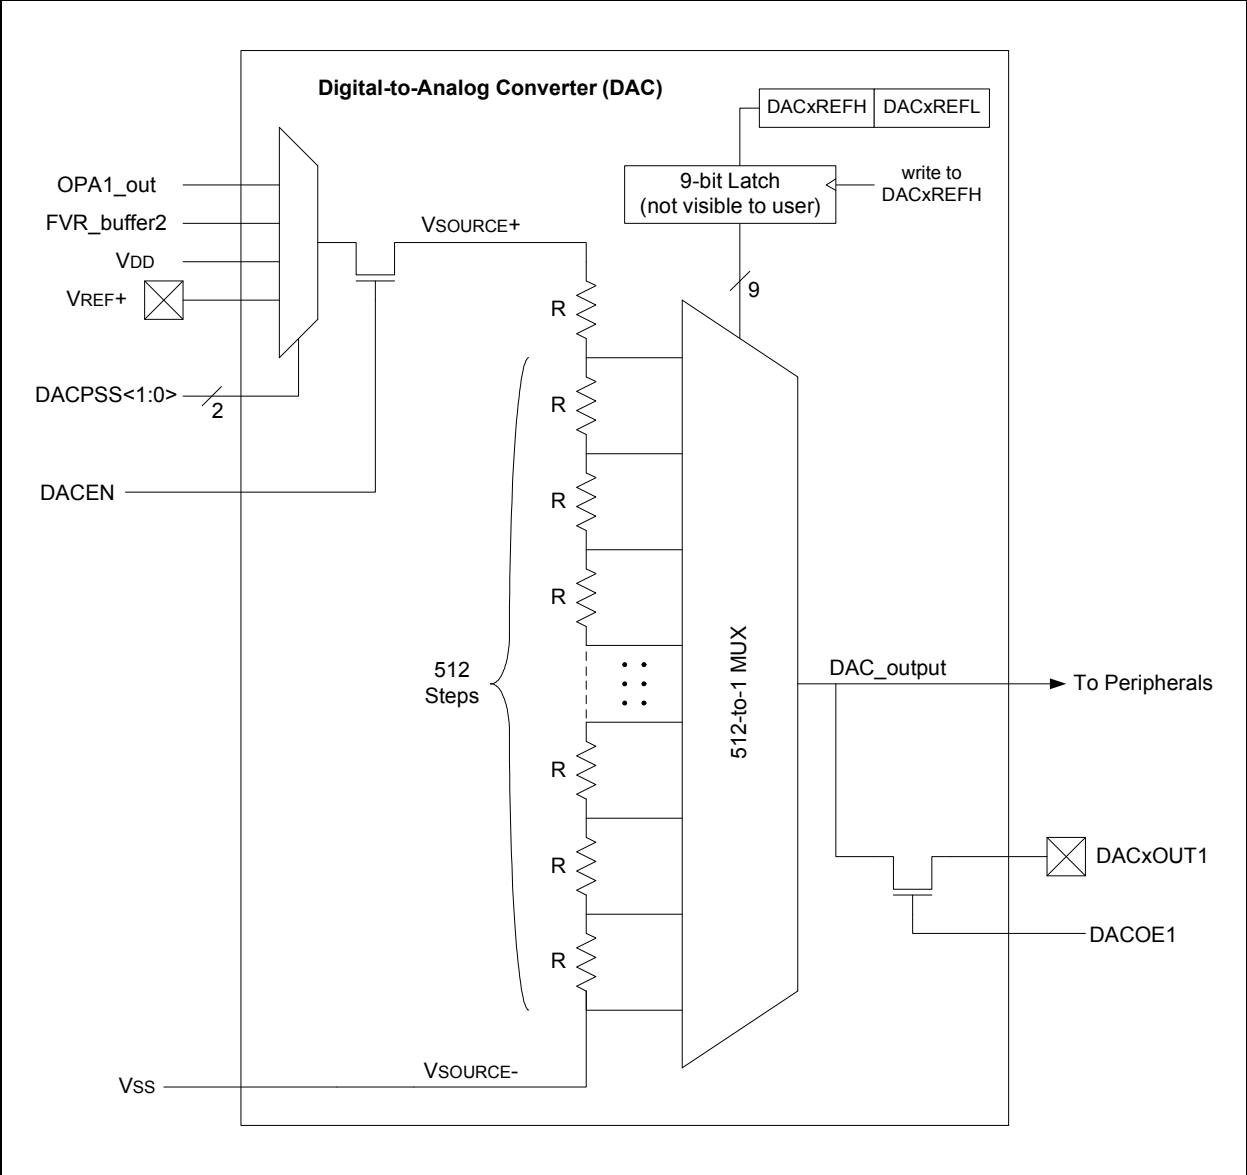 Digital-to-Analog Converter (DAC)
DACxREFH DACxREFL
OPA1_out
FVR_buffer2
VDD
VREF+
DACPSS<1:0>
2
DACEN
VSOURCE+
9-bit Latch
(not visible to user)
write to
DACxREFH
9
R
R
R
R
512
Steps
R
R
R
512-to-1 MUX
DAC_output
To Peripherals
DACxOUT1
DACOE1
VSOURCE-
VSS